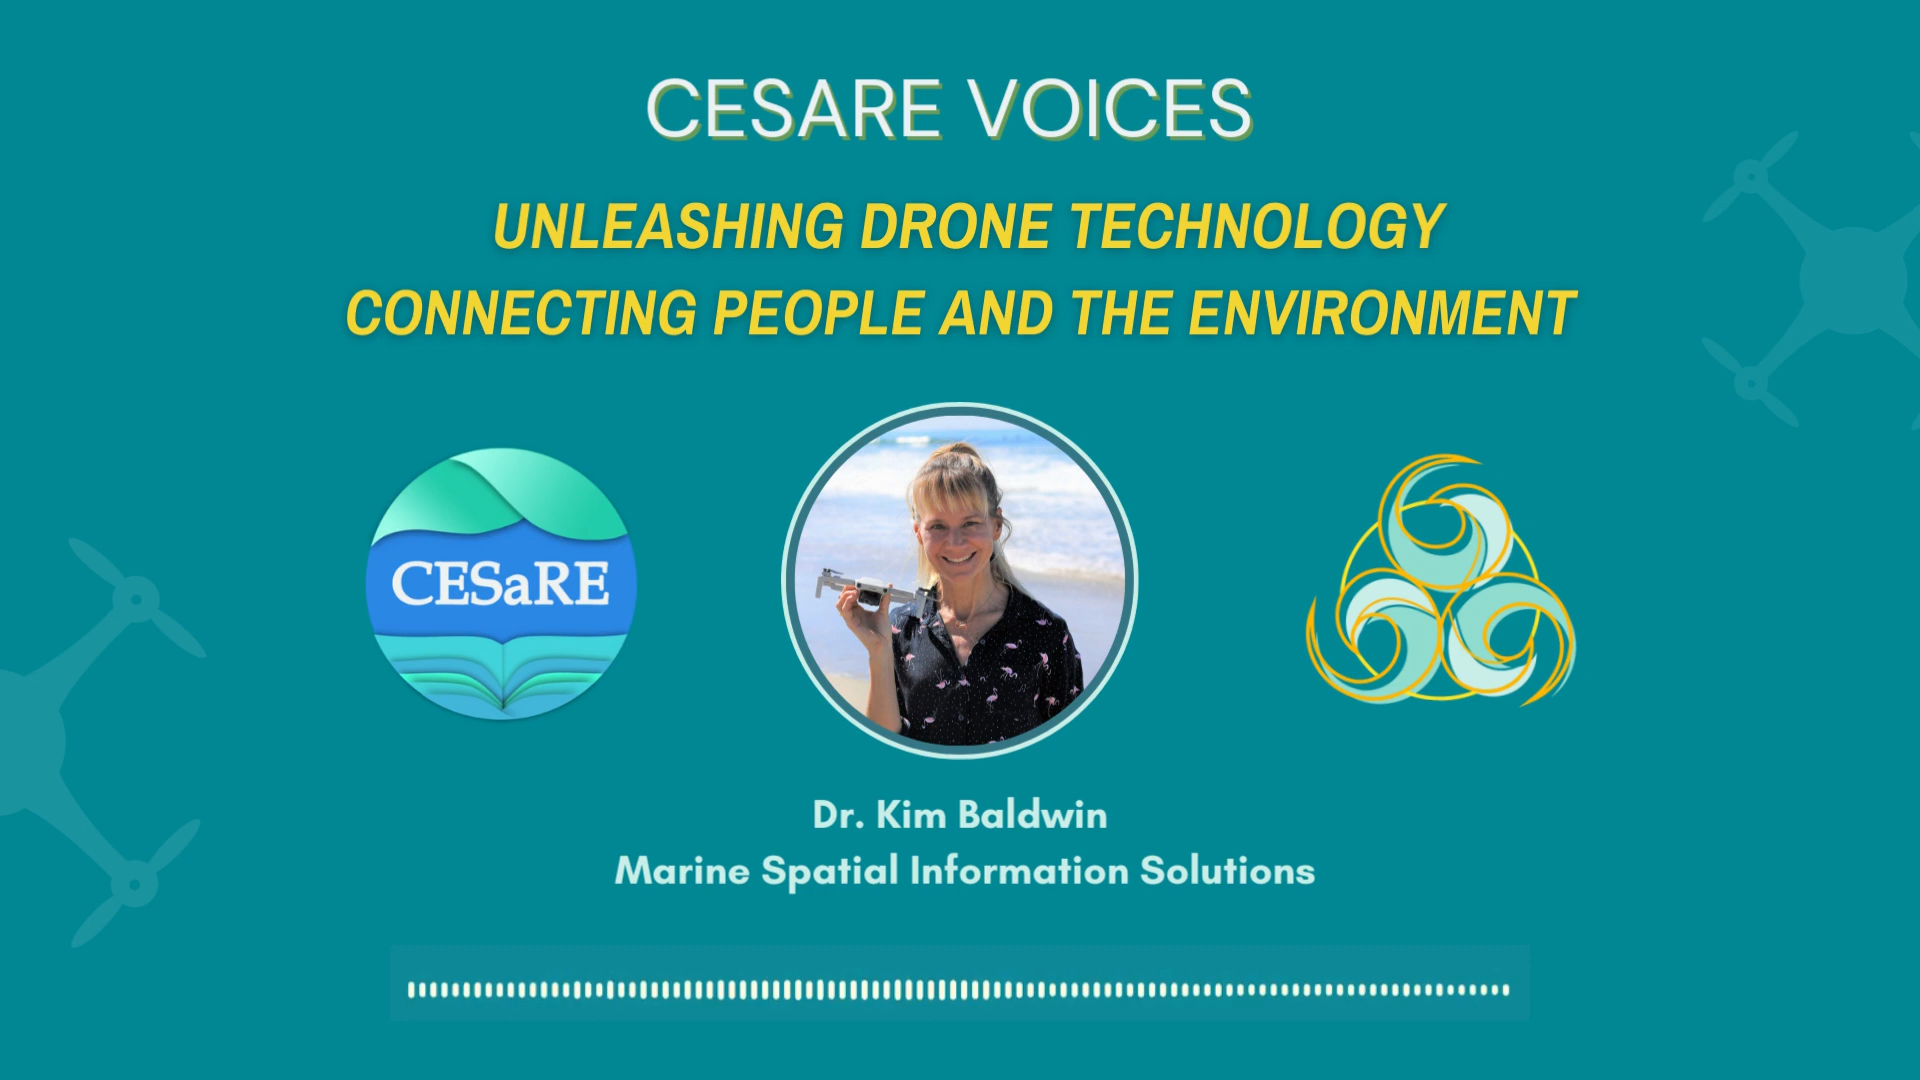 CESARE VOICES
UNLEASHING DRONE TECHNOLOGY
CONNECTING PEOPLE AND THE ENVIRONMENT
CESaRE
Dr. Kim Baldwin
Marine Spatial Information Solutions